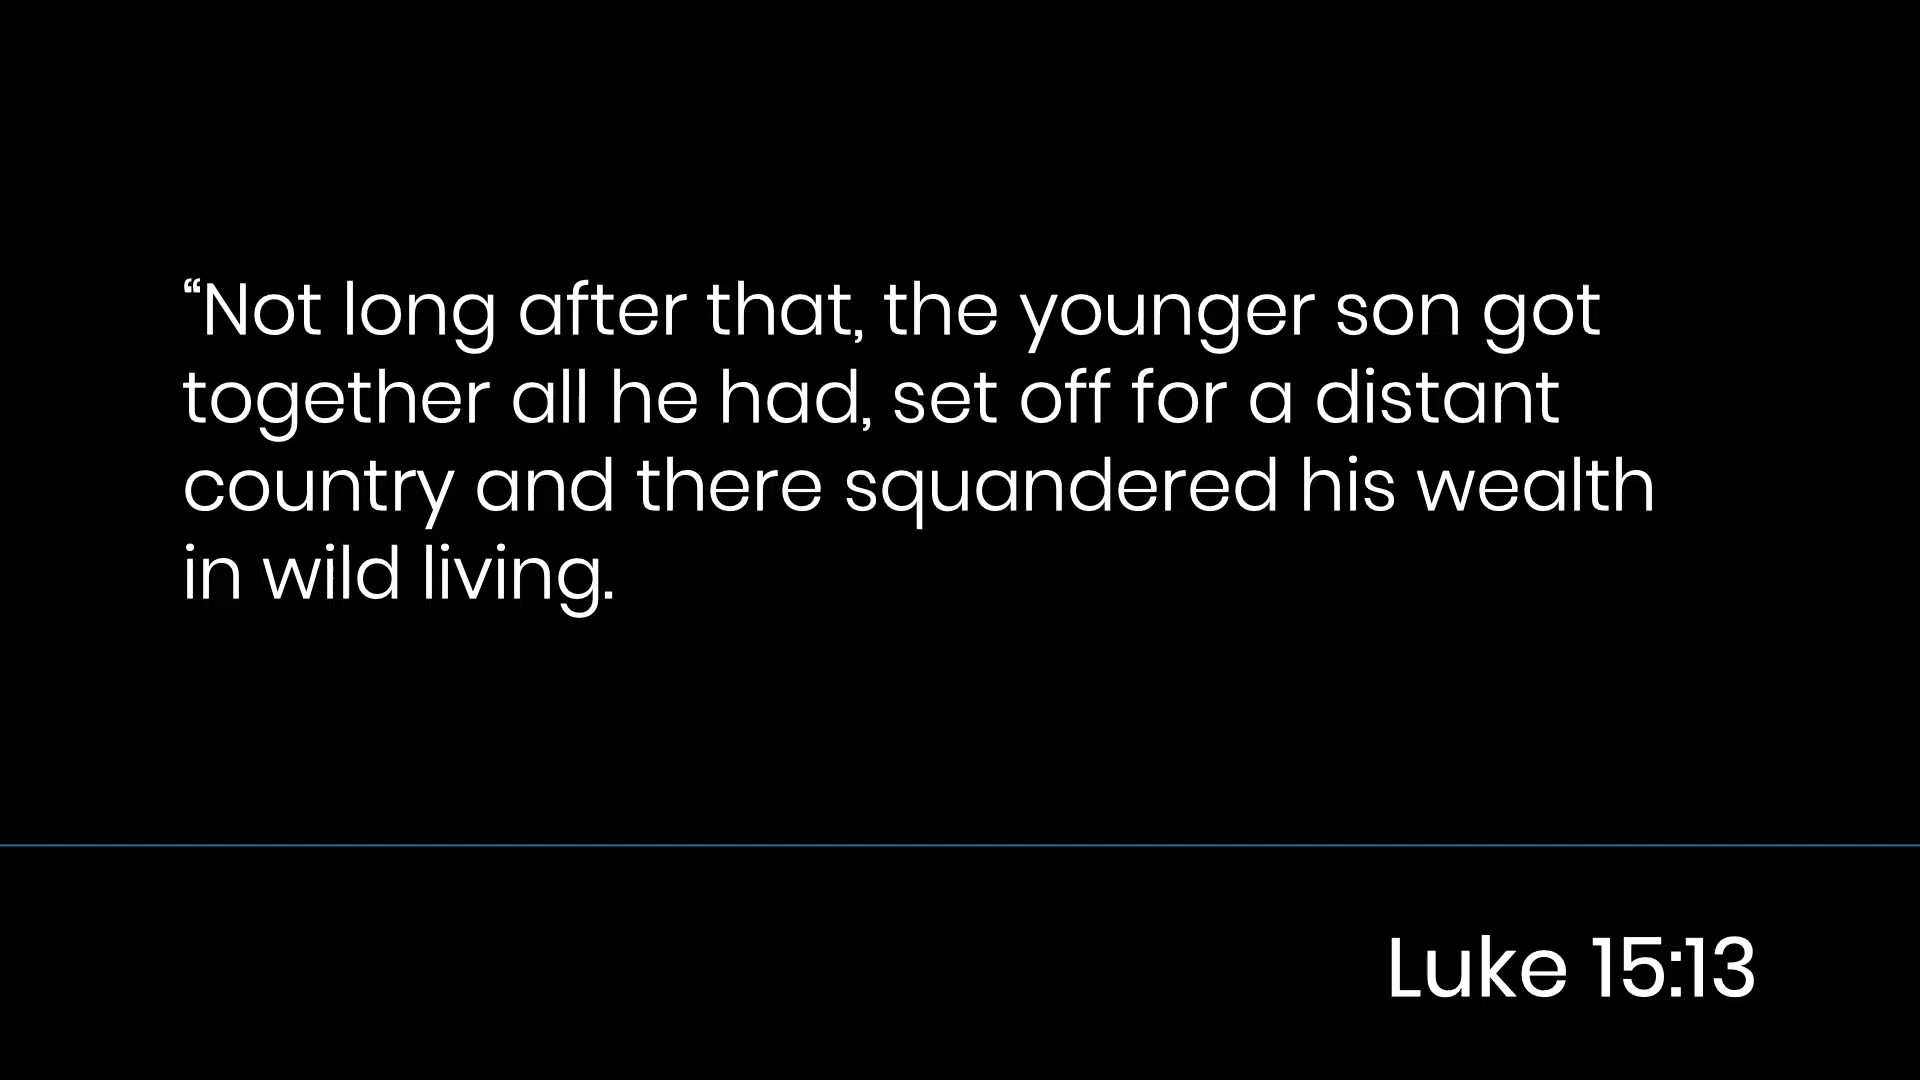 “Not long after that, the younger son got
together all he had, set off for a distant
country and there squandered his wealth
in wild living.
Luke 15:13